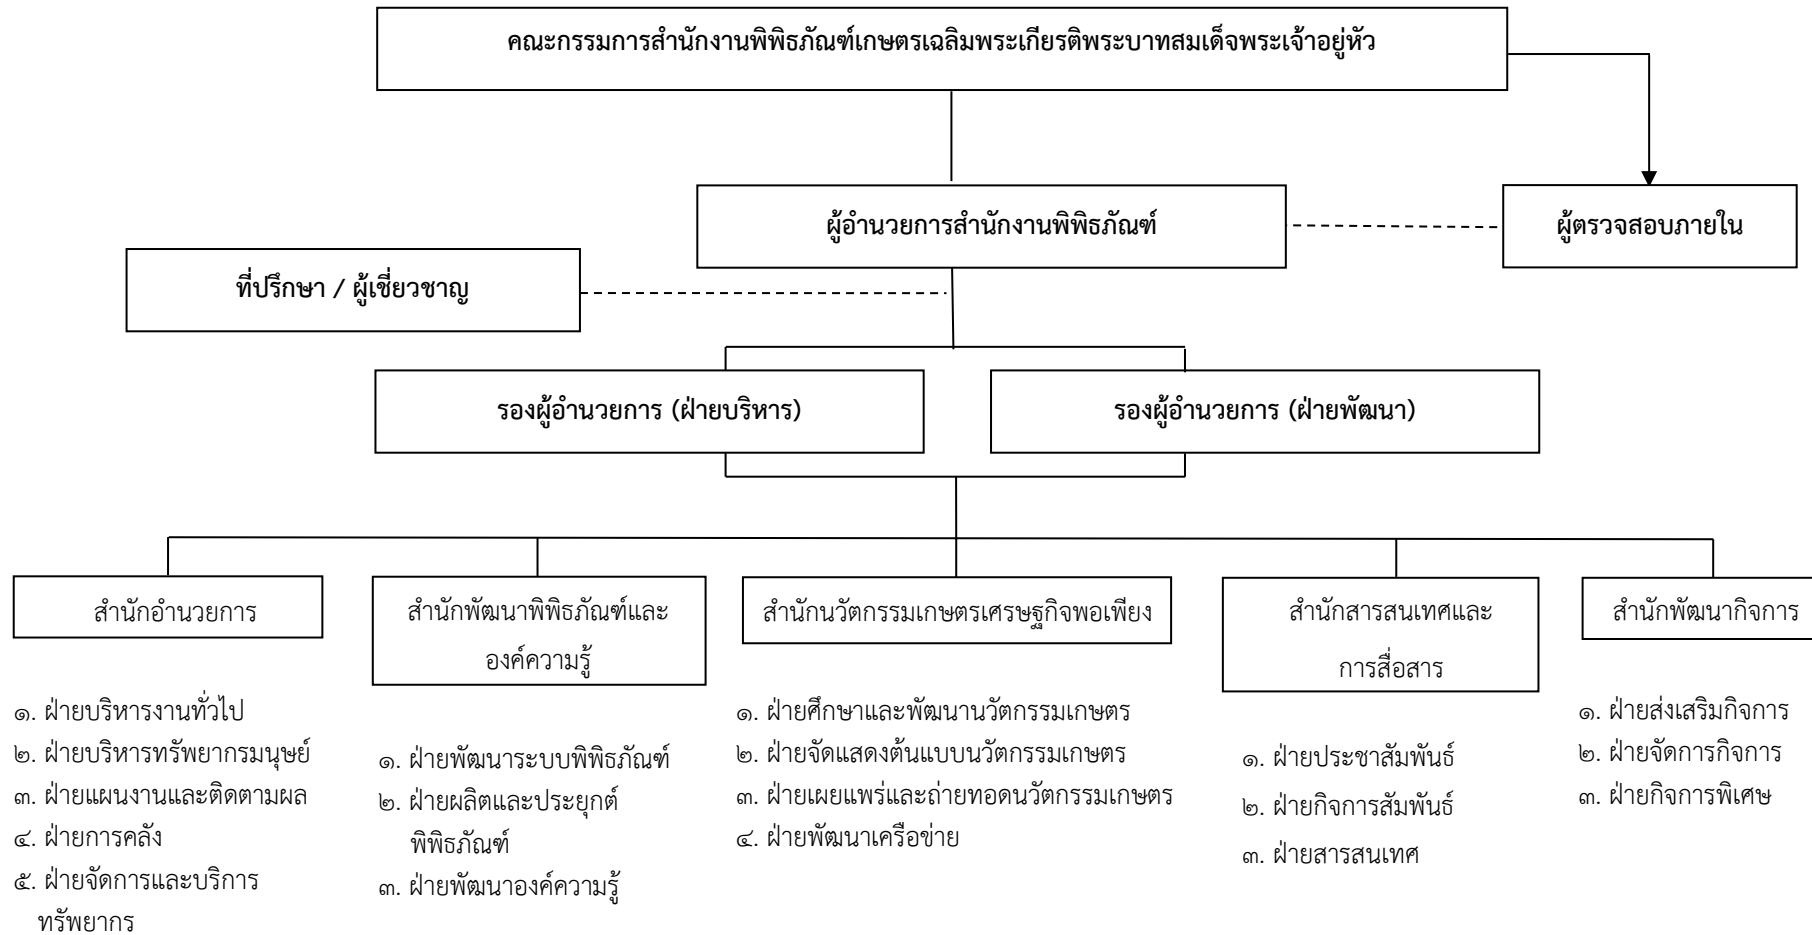 คณะกรรมการสำนักงานพิพิธภัณฑ์เกษตรเฉลิมพระเกียรติพระบาทสมเด็จพระเจ้าอยู่หัว
ผู้อำนวยการสำนักงานพิพิธภัณฑ์
ผู้ตรวจสอบภายใน
ที่ปรึกษา / ผู้เชี่ยวชาญ
รองผู้อำนวยการ (ฝ่ายบริหาร)
รองผู้อำนวยการ (ฝ่ายพัฒนา)
สำนักอำนวยการ
๑. ฝ่ายบริหารงานทั่วไป
๒. ฝ่ายบริหารทรัพยากรมนุษย์
๓. ฝ่ายแผนงานและติดตามผล
๔. ฝ่ายการคลัง
๕. ฝ่ายจัดการและบริการ
ทรัพยากร
สำนักพัฒนาพิพิธภัณฑ์และ
องค์ความรู้
๑. ฝ่ายพัฒนาระบบพิพิธภัณฑ์
๒. ฝ่ายผลิตและประยุกต์
พิพิธภัณฑ์
๓. ฝ่ายพัฒนาองค์ความรู้
สำนักนวัตกรรมเกษตรเศรษฐกิจพอเพียง
๑. ฝ่ายศึกษาและพัฒนานวัตกรรมเกษตร
๒. ฝ่ายจัดแสดงต้นแบบนวัตกรรมเกษตร
๓. ฝ่ายเผยแพร่และถ่ายทอดนวัตกรรมเกษตร
๔. ฝ่ายพัฒนาเครือข่าย
สำนักสารสนเทศและ
การสื่อสาร
๑. ฝ่ายประชาสัมพันธ์
๒. ฝ่ายกิจการสัมพันธ์
๓. ฝ่ายสารสนเทศ
สำนักพัฒนากิจการ
๑. ฝ่ายส่งเสริมกิจการ
๒. ฝ่ายจัดการกิจการ
๓. ฝ่ายกิจการพิเศษ